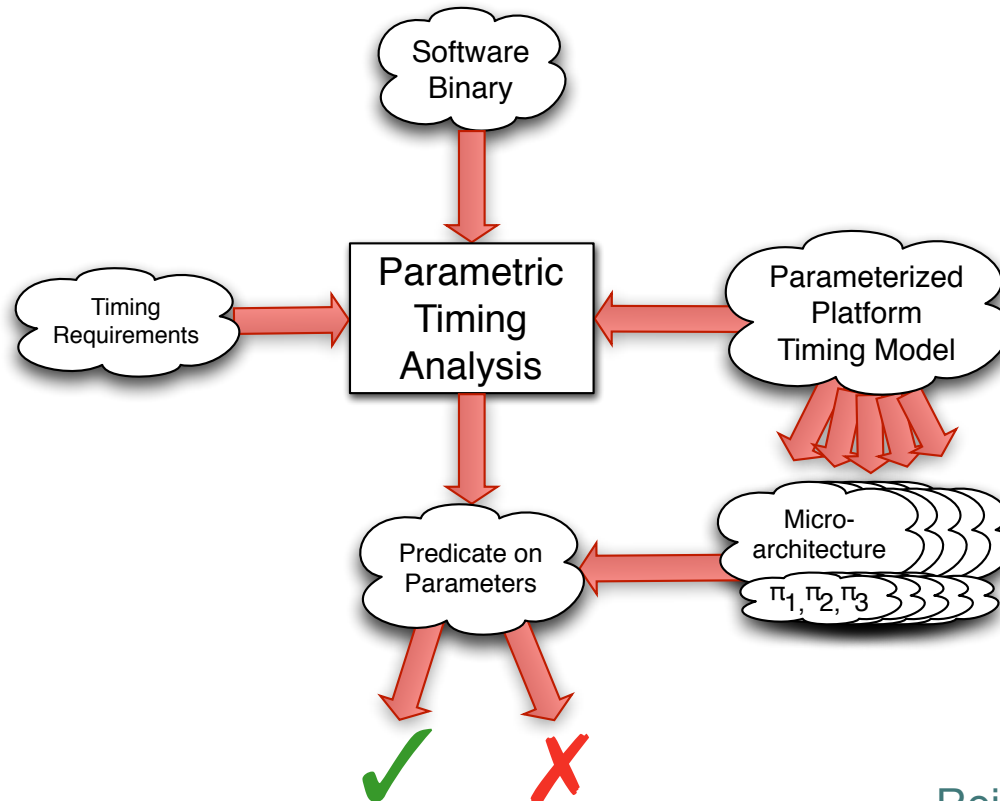 Software
Binary
Parametric
Timing
Analysis
Timing
Requirements
Parameterized
Platform
Timing Model
Predicate on
Parameters
Micro-
architecture
π1,π2,π3